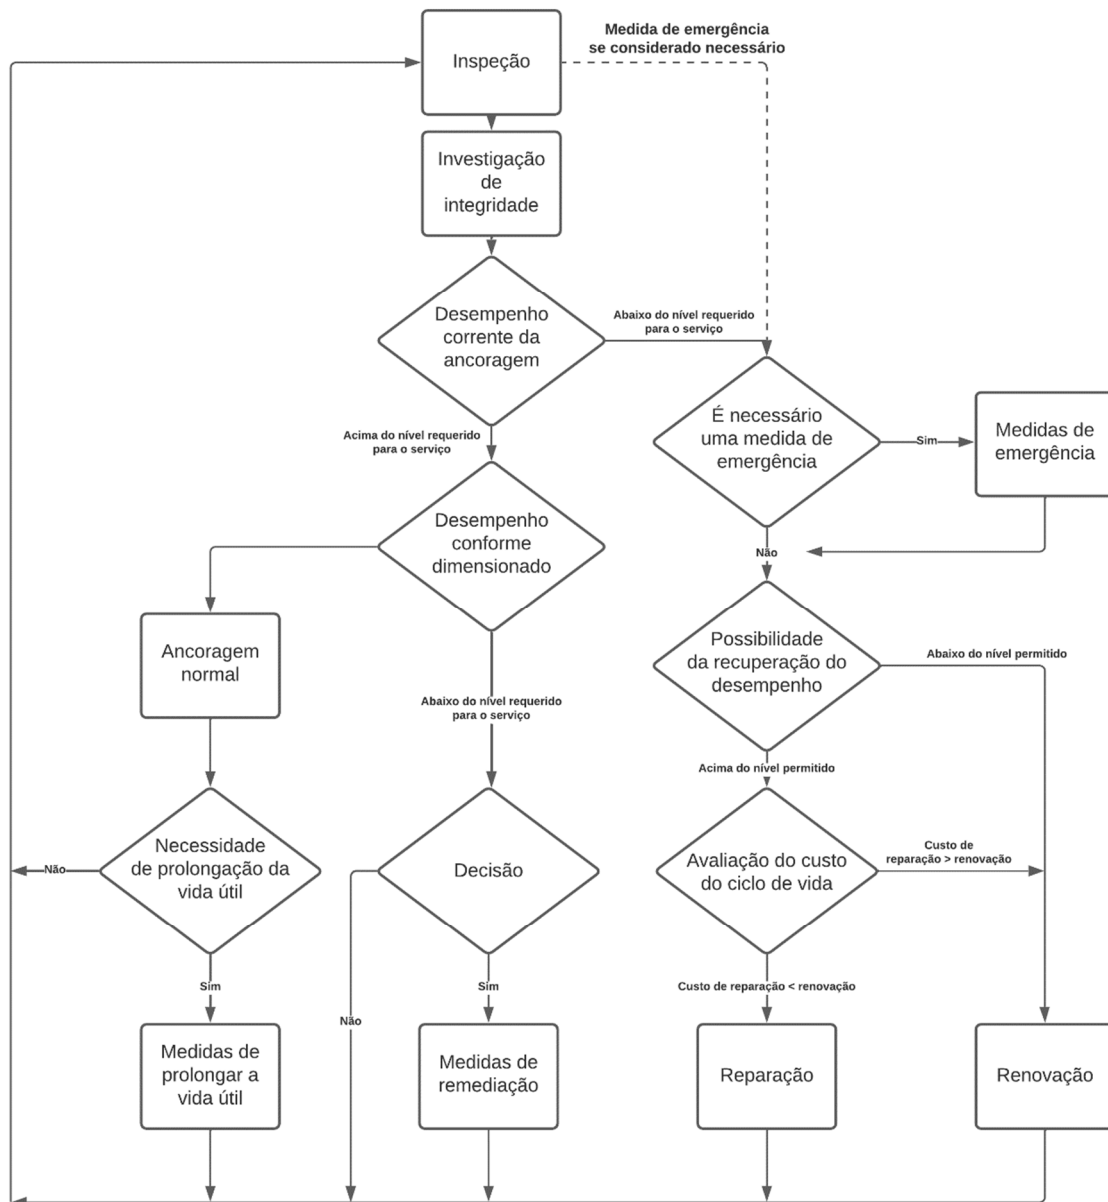 Medida de emergência
se considerado necessário
Inspeção
Investigação
de
integridade
Desempenho
corrente da
ancoragem
Abaixo do nível requerido
para o serviço
É necessário
uma medida de
emergência
Sim
Medidas de
emergência
Acima do nível requerido
para o serviço
Desempenho
conforme
dimensionado
Não
Ancoragem
normal
Possibilidade
da recuperação do
desempenho
Abaixo do nível permitido
Abaixo do nível requerido
para o serviço
Acima do nível permitido
Necessidade
de prolongação da
vida útil
Não
Decisão
Avaliação do custo
do ciclo de vida
Custo de
reparação > renovação
Sim
Não
Sim
Custo de reparação < renovação
Medidas de
prolongar a
vida útil
Medidas de
remediação
Reparação
Renovação